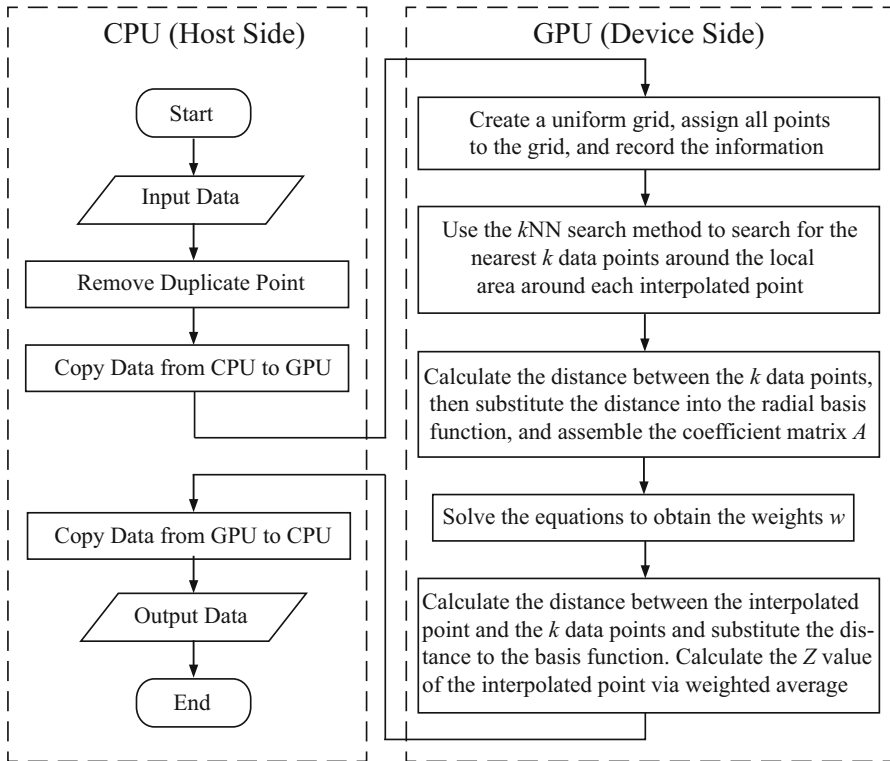 CPU (Host Side)
Start
Input Data
Remove Duplicate Point
Copy Data from CPU to GPU
GPU (Device Side)
Create a uniform grid, assign all points
to the grid, and record the information
Use the kNN search method to search for the
nearest k data points around the local
area around each interpolated point
Calculate the distance between the k data points,
then substitute the distance into the radial basis
function, and assemble the coefficient matrix A
Solve the equations to obtain the weights w
Calculate the distance between the interpolated
point and the k data points and substitute the dis-
tance to the basis function. Calculate the Z value
of the interpolated point via weighted average
Copy Data from GPU to CPU
Output Data
End